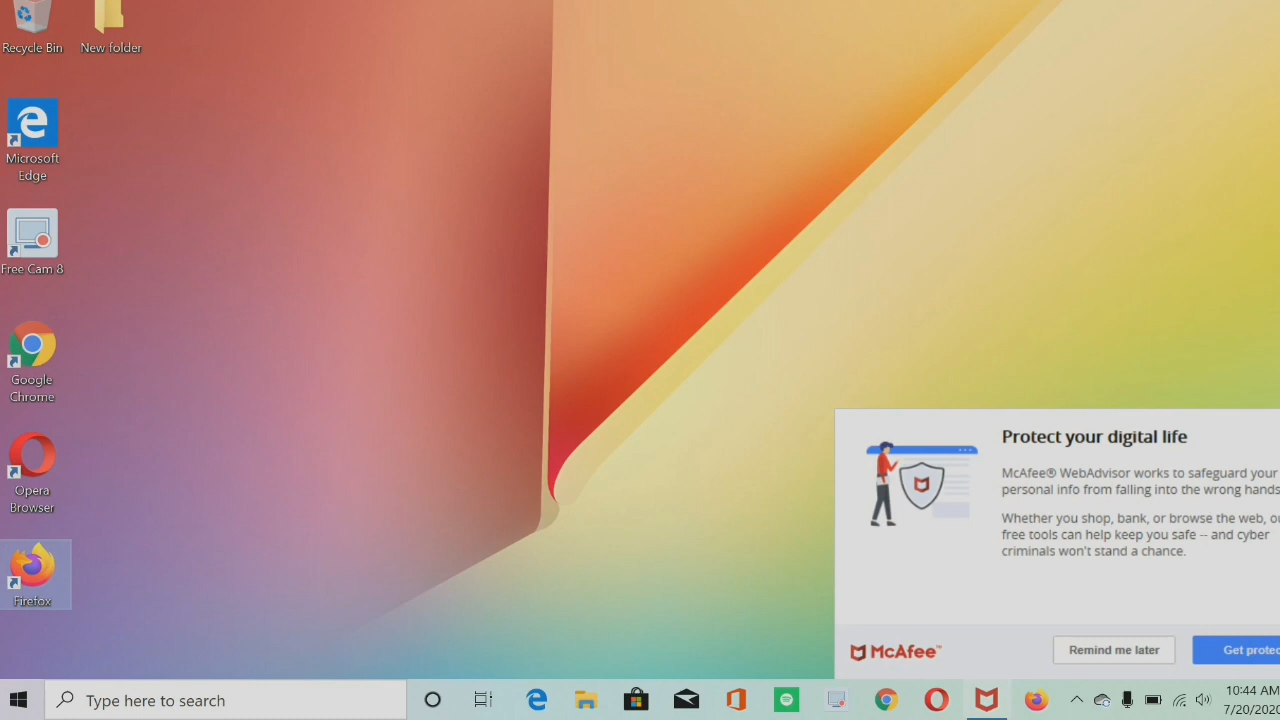 Recycle Bin
New folder
Microsoft
Edge
Free Cam 8
Google
Chrome
Opera
Browser
Firefox
Protect your digital life
McAfee® WebAdvisor works to safeguard your
personal info from falling into the wrong hands
Whether you shop, bank, or browse the web, ou
free tools can help keep you safe -- and cyber
criminals won't stand a chance.
McAfee™
Remind me later
Get protec
Type here to search
10:44 AM
7/20/2020